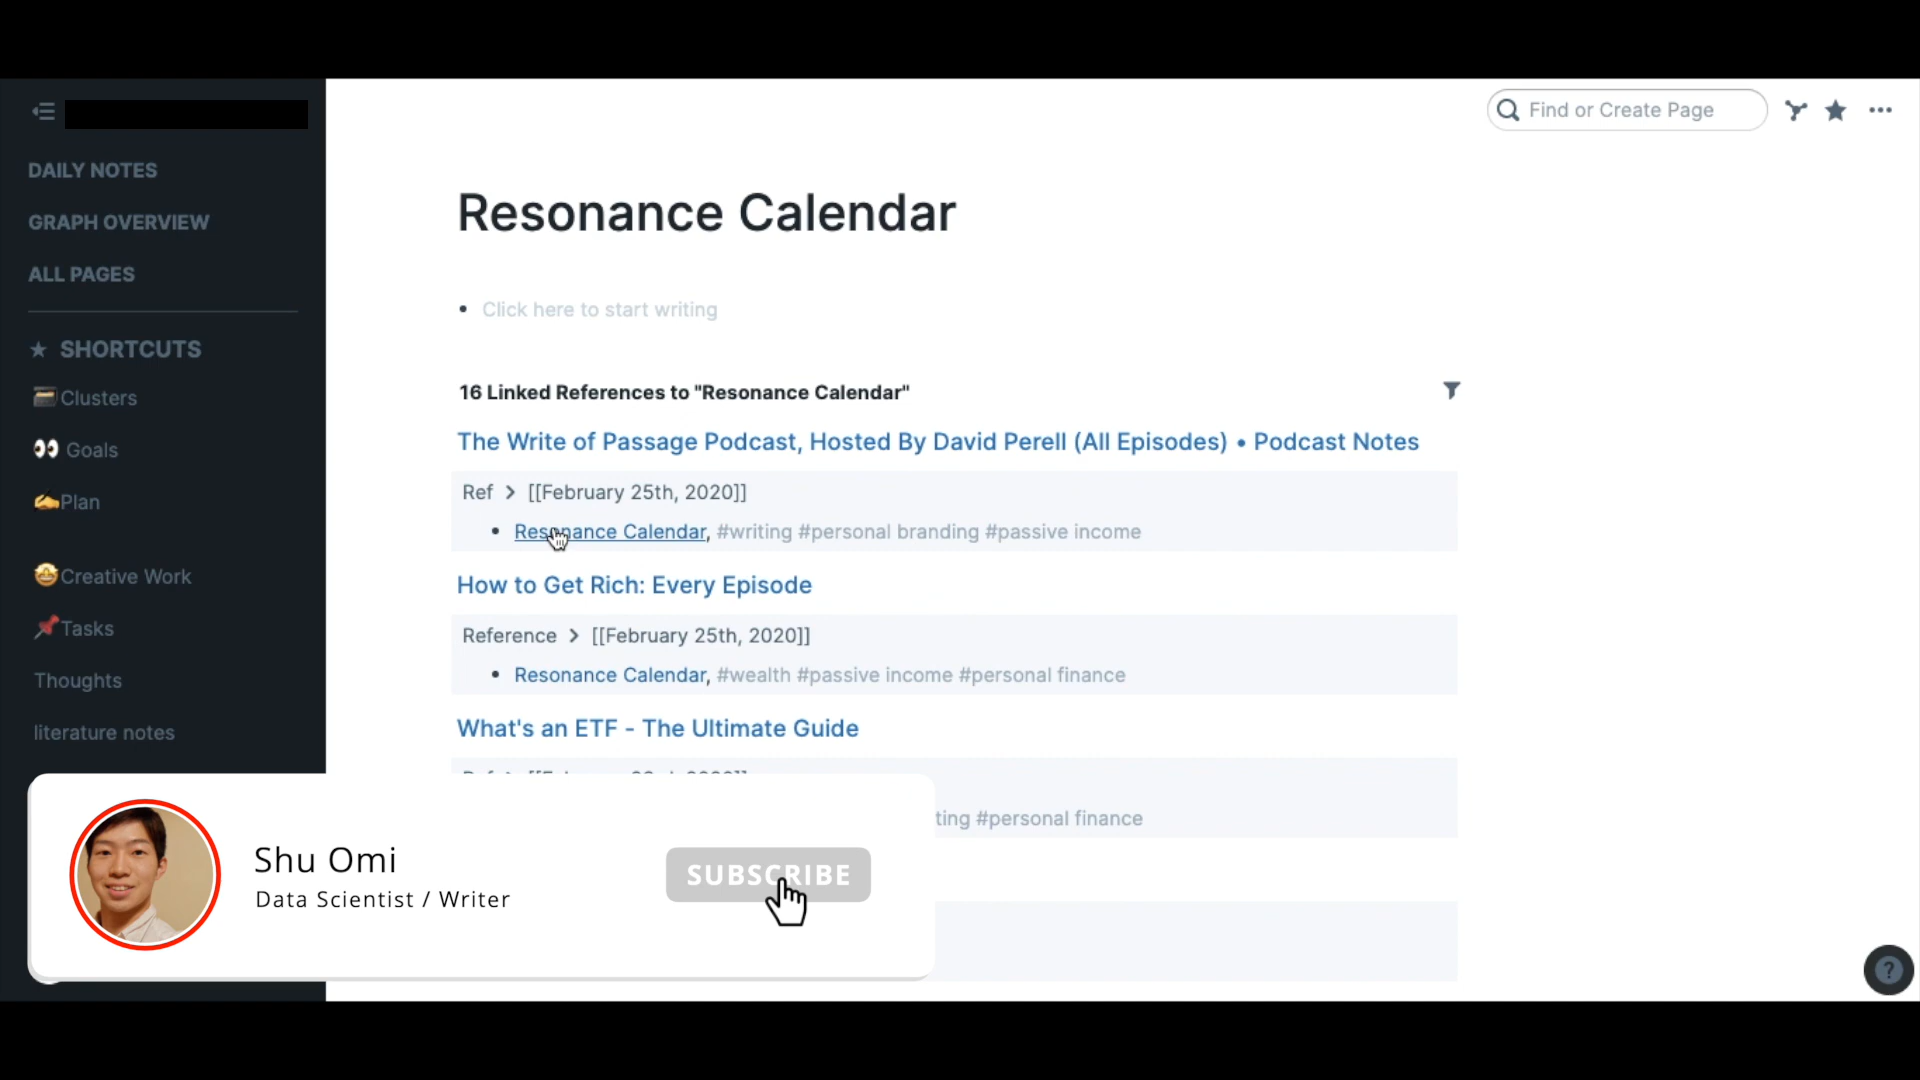 Find or Create Page
DAILY NOTES
GRAPH OVERVIEW
ALL PAGES
SHORTCUTS
Clusters
Goals
Plan
Creative Work
Tasks
Thoughts
literature notes
Resonance Calendar
Click here to start writing
16 Linked References to "Resonance Calendar"
The Write of Passage Podcast, Hosted By David Perell (All Episodes) • Podcast Notes
Ref > [[February 25th, 2020]]
Resonance Calendar, #writing #personal branding #passive income
How to Get Rich: Every Episode
Reference > [[February 25th, 2020]]
Resonance Calendar, #wealth #passive income #personal finance
What's an ETF - The Ultimate Guide
#personal finance
Shu Omi
Data Scientist / Writer
SUBSCRIBE
?